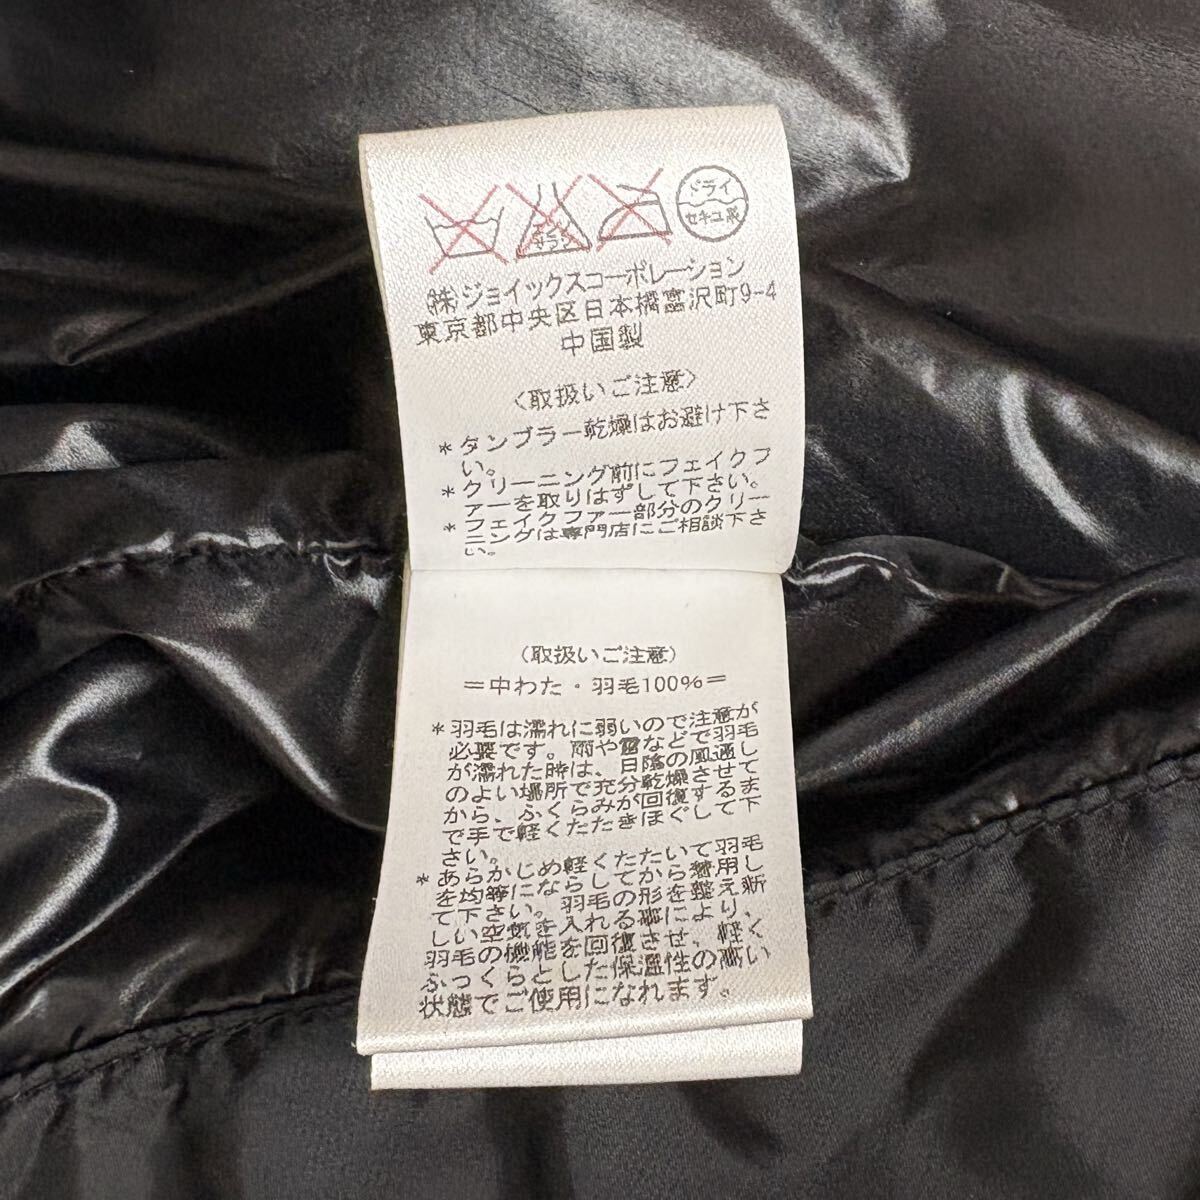 ドライ
セキユ系
エンソ
サラシ
㈱ジョイックスコーポレーション
東京都中央区日本橋富沢町9-4
中国製
〈取扱いご注意〉
*タンブラー乾燥はお避け下さ
い。
*クリーニング前にフェイクフ
ァーを取りはずして下さい。
*フェイクファー部分のクリー
ニングは専門店にご相談下さ
い。
（取扱いご注意）
＝中わた・羽毛100%＝
*羽毛は濡れに弱いので注意が
必要です。雨や雪などで羽毛
が濡れた時は、日陰の風通し
のよい場所で充分乾燥させて
から、ふくらみが回復するま
で手で軽くたたきほぐして下
さい。
*あらかじめ軽くたたいて羽毛
を均等にならしてから着用し
て下さい。羽毛の形を整え新
しい空気を入れる事により、
羽毛の機能を回復させ、軽く
ふっくらとした保温性の高い
状態でご使用になれます。